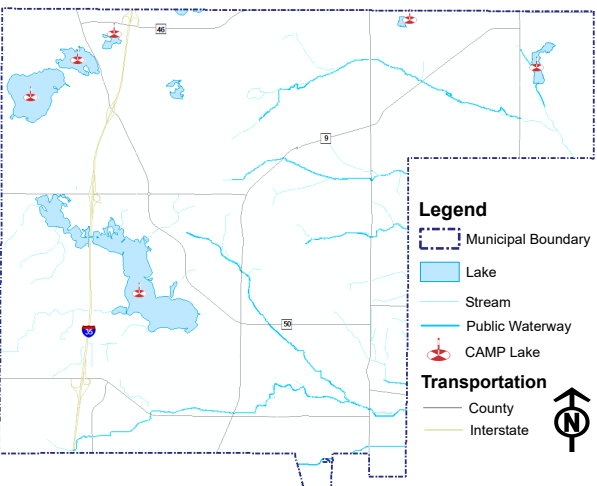 46
9
Legend
Municipal Boundary
Lake
Stream
50
Public Waterway
35
CAMP Lake
Transportation
County
Interstate
N